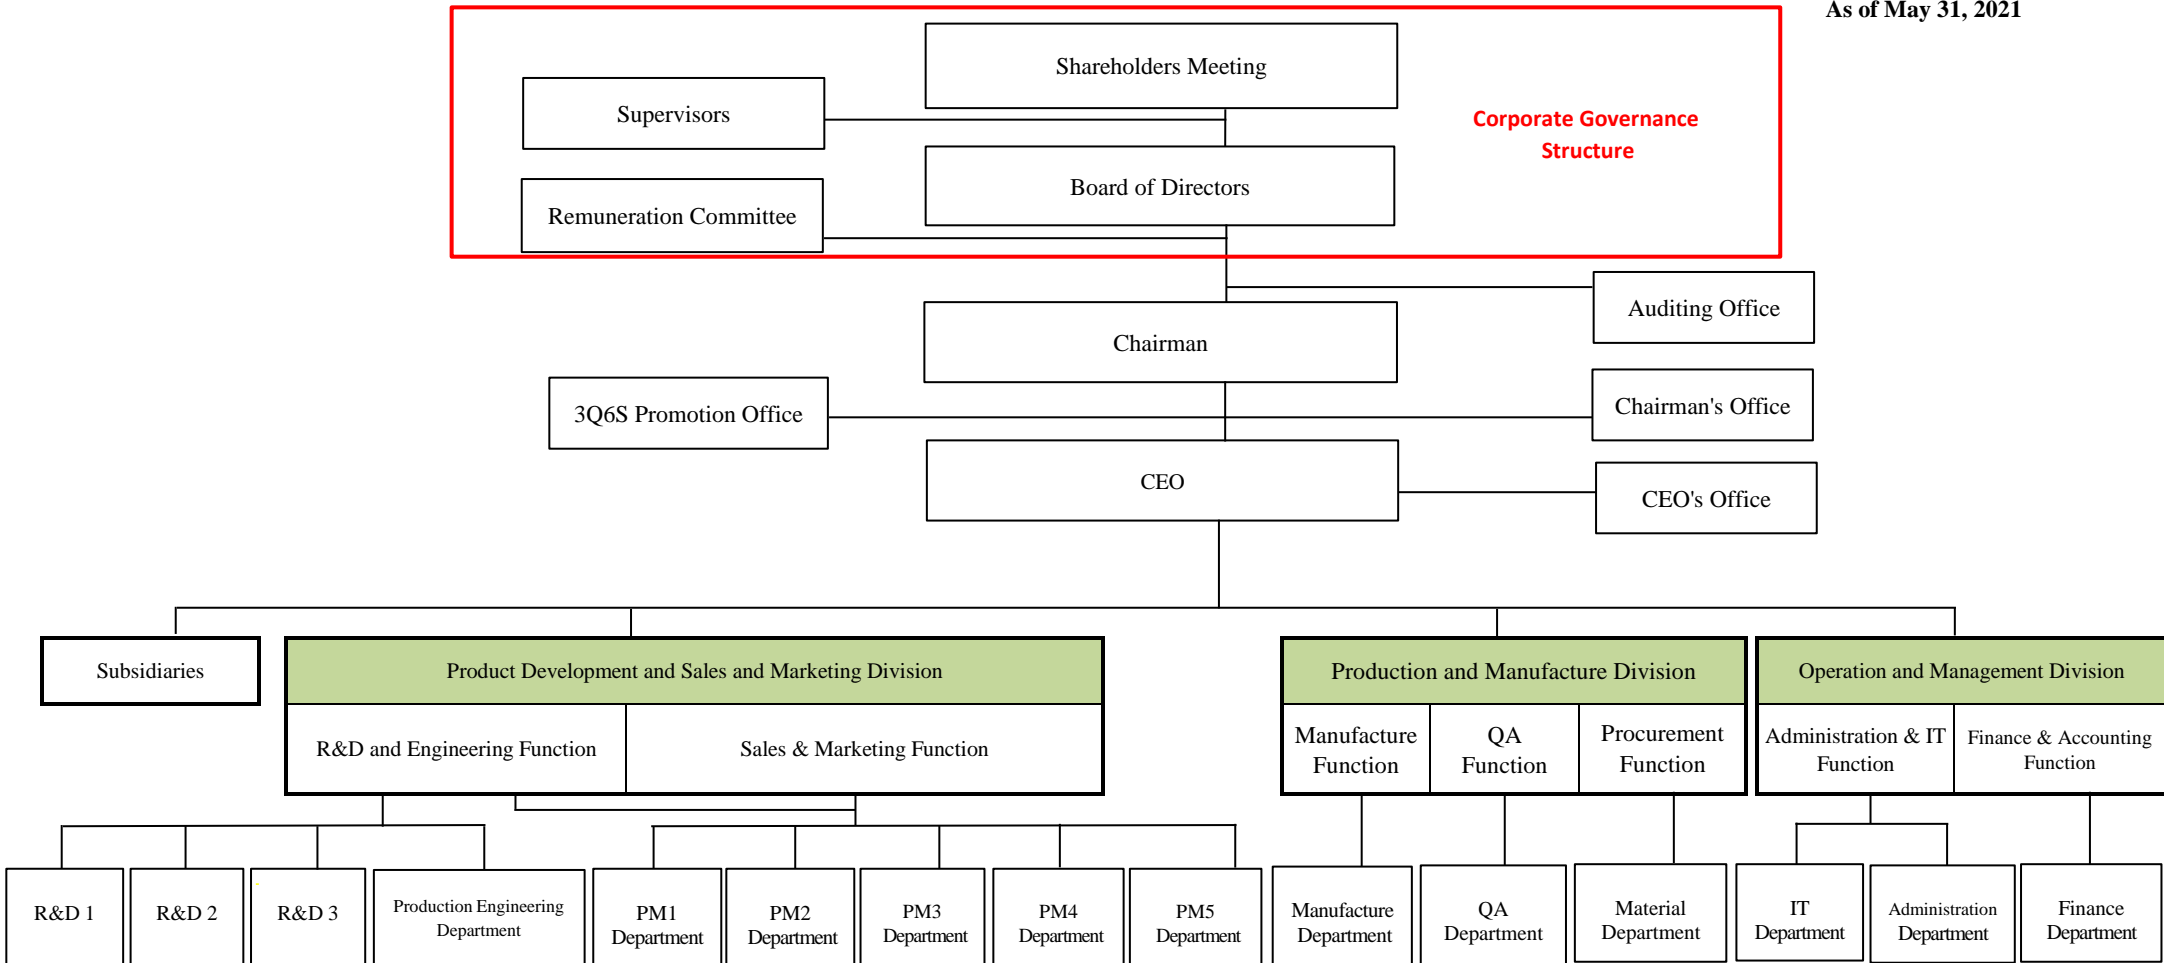 As of May 31, 2021
Shareholders Meeting
Supervisors
Corporate Governance
Structure
Board of Directors
Remuneration Committee
Auditing Office
Chairman
3Q6S Promotion Office
Chairman's Office
CEO
CEO's Office
Subsidiaries
Product Development and Sales and Marketing Division
Production and Manufacture Division
Operation and Management Division
R&D and Engineering Function
Sales & Marketing Function
Manufacture
Function
QA
Function
Procurement
Function
Administration & IT
Function
Finance & Accounting
Function
R&D 1
R&D 2
R&D 3
Production Engineering
Department
PM1
Department
PM2
Department
PM3
Department
PM4
Department
PM5
Department
Manufacture
Department
QA
Department
Material
Department
IT
Department
Administration
Department
Finance
Department